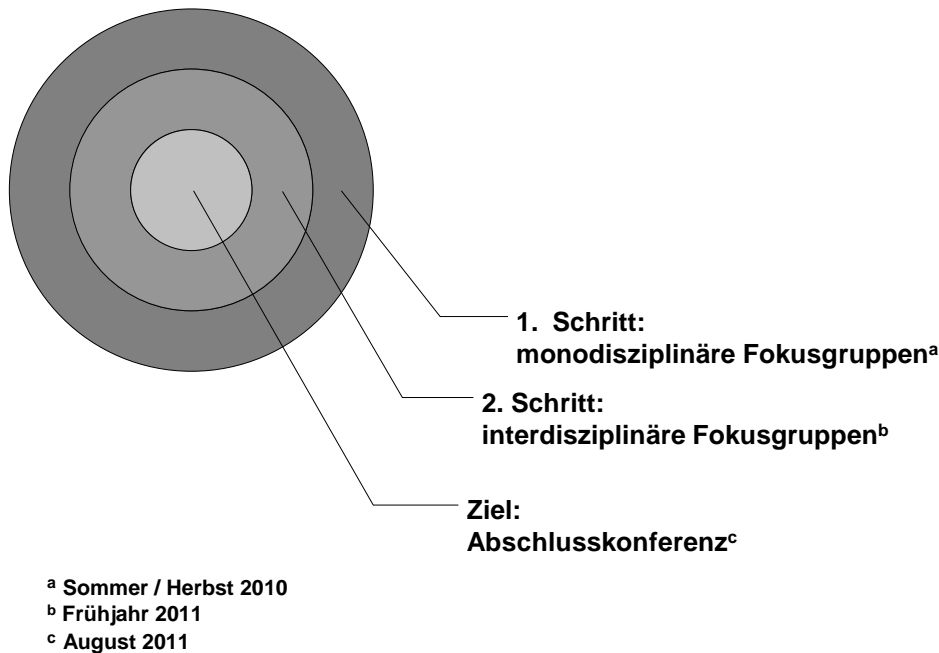 1. Schritt:
monodisziplinäre Fokusgruppenᵃ
2. Schritt:
interdisziplinäre Fokusgruppenᵇ
Ziel:
Abschlusskonferenzᶜ
ᵃ Sommer / Herbst 2010
ᵇ Frühjahr 2011
ᶜ August 2011